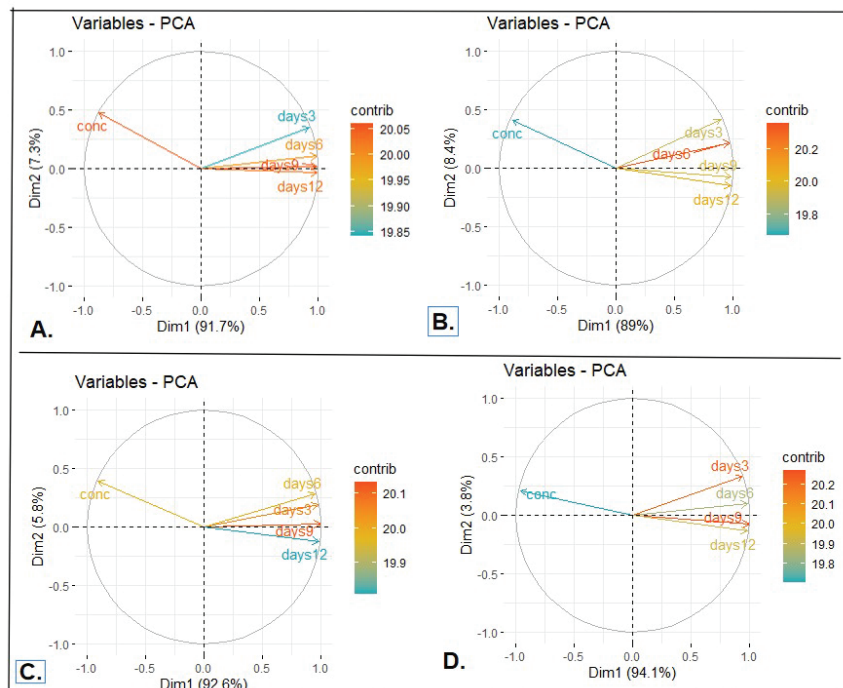 Variables - PCA
1.0
0.5
0.0
-0.5
-1.0
Dim2 (7.3%)
conc
days3
days6
days9
days12
-1.0 -0.5 0.0 0.5 1.0
Dim1 (91.7%)
contrib
20.05
20.00
19.95
19.90
19.85
A.
Variables - PCA
1.0
0.5
0.0
-0.5
-1.0
Dim2 (8.4%)
conc
days3
days6
days9
days12
-1.0 -0.5 0.0 0.5 1.0
Dim1 (89%)
contrib
20.2
20.0
19.8
B.
Variables - PCA
1.0
0.5
0.0
-0.5
-1.0
Dim2 (5.8%)
conc
days6
days3
days9
days12
-1.0 -0.5 0.0 0.5 1.0
Dim1 (92.6%)
contrib
20.1
20.0
19.9
C.
Variables - PCA
1.0
0.5
0.0
-0.5
-1.0
Dim2 (3.8%)
conc
days3
days6
days9
days12
-1.0 -0.5 0.0 0.5 1.0
Dim1 (94.1%)
contrib
20.2
20.1
20.0
19.9
19.8
D.